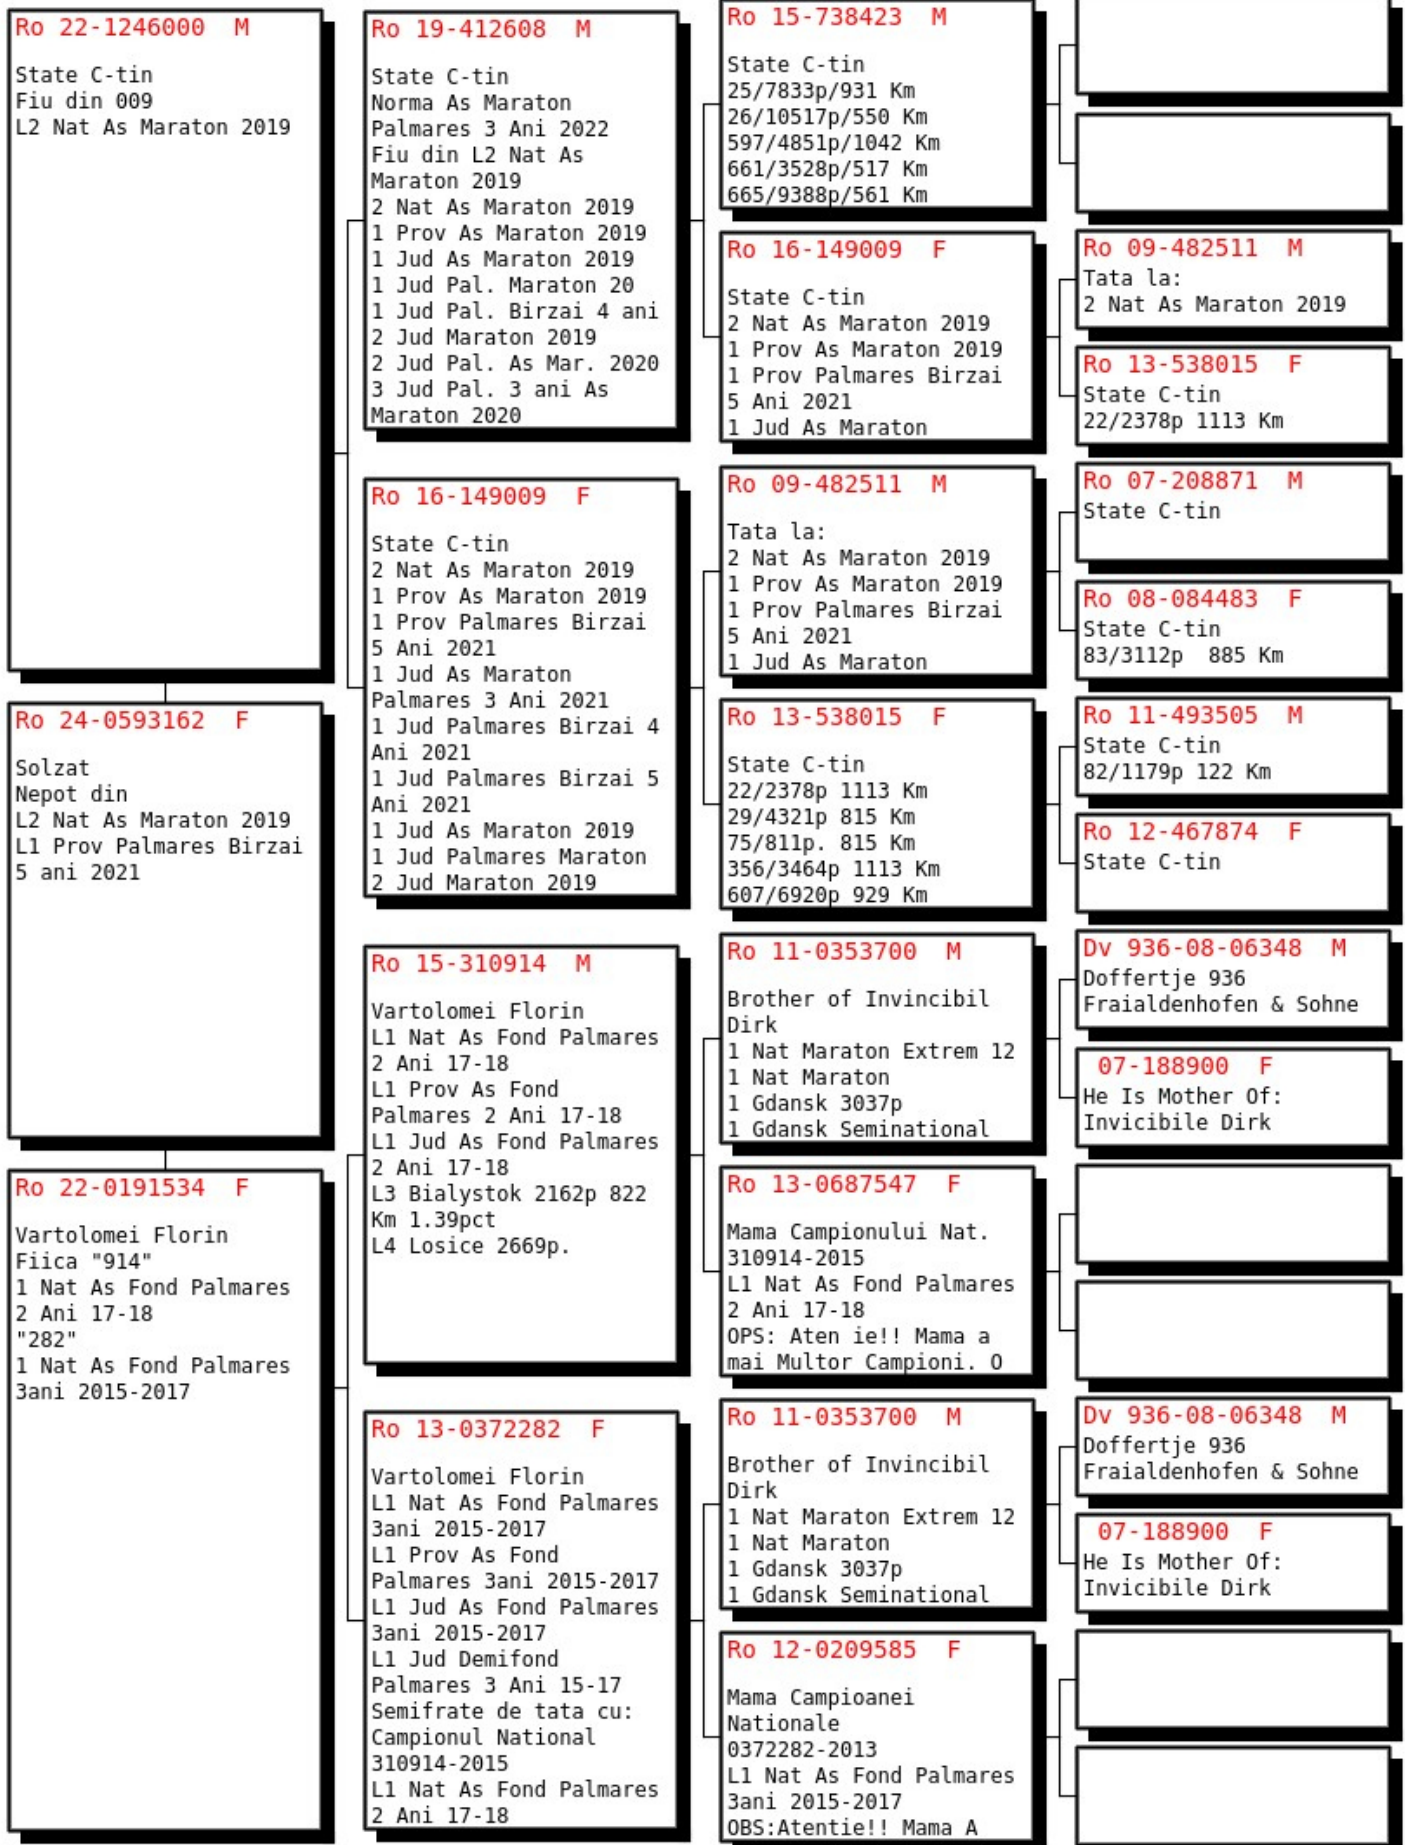 Ro 22-1246000  M
State C-tin
Fiu din 009
L2 Nat As Maraton 2019
Ro 24-0593162  F
Solzat
Nepot din
L2 Nat As Maraton 2019
L1 Prov Palmares Birzai
5 ani 2021
Ro 22-0191534  F
Vartolomei Florin
Fiica "914"
1 Nat As Fond Palmares
2 Ani 17-18
"282"
1 Nat As Fond Palmares
3ani 2015-2017
Ro 19-412608  M
State C-tin
Norma As Maraton
Palmares 3 Ani 2022
Fiu din L2 Nat As
Maraton 2019
2 Nat As Maraton 2019
1 Prov As Maraton 2019
1 Jud As Maraton 2019
1 Jud Pal. Maraton 20
1 Jud Pal. Birzai 4 ani
2 Jud Maraton 2019
2 Jud Pal. As Mar. 2020
3 Jud Pal. 3 ani As
Maraton 2020
Ro 16-149009  F
State C-tin
2 Nat As Maraton 2019
1 Prov As Maraton 2019
1 Prov Palmares Birzai
5 Ani 2021
1 Jud As Maraton
Palmares 3 Ani 2021
1 Jud Palmares Birzai 4
Ani 2021
1 Jud Palmares Birzai 5
Ani 2021
1 Jud As Maraton 2019
1 Jud Palmares Maraton
2 Jud Maraton 2019
Ro 15-310914  M
Vartolomei Florin
L1 Nat As Fond Palmares
2 Ani 17-18
L1 Prov As Fond
Palmares 2 Ani 17-18
L1 Jud As Fond Palmares
2 Ani 17-18
L3 Bialystok 2162p 822
Km 1.39pct
L4 Losice 2669p.
Ro 13-0372282  F
Vartolomei Florin
L1 Nat As Fond Palmares
3ani 2015-2017
L1 Prov As Fond
Palmares 3ani 2015-2017
L1 Jud As Fond Palmares
3ani 2015-2017
L1 Jud Demifond
Palmares 3 Ani 15-17
Semifrate de tata cu:
Campionul National
310914-2015
L1 Nat As Fond Palmares
2 Ani 17-18
Ro 15-738423  M
State C-tin
25/7833p/931 Km
26/10517p/550 Km
597/4851p/1042 Km
661/3528p/517 Km
665/9388p/561 Km
Ro 16-149009  F
State C-tin
2 Nat As Maraton 2019
1 Prov As Maraton 2019
1 Prov Palmares Birzai
5 Ani 2021
1 Jud As Maraton
Ro 09-482511  M
Tata la:
2 Nat As Maraton 2019
1 Prov As Maraton 2019
1 Prov Palmares Birzai
5 Ani 2021
1 Jud As Maraton
Ro 13-538015  F
State C-tin
22/2378p 1113 Km
29/4321p 815 Km
75/811p. 815 Km
356/3464p 1113 Km
607/6920p 929 Km
Ro 11-0353700  M
Brother of Invincibil
Dirk
1 Nat Maraton Extrem 12
1 Nat Maraton
1 Gdansk 3037p
1 Gdansk Seminational
Ro 13-0687547  F
Mama Campionului Nat.
310914-2015
L1 Nat As Fond Palmares
2 Ani 17-18
OPS: Aten ie!! Mama a
mai Multor Campioni. O
Ro 11-0353700  M
Brother of Invincibil
Dirk
1 Nat Maraton Extrem 12
1 Nat Maraton
1 Gdansk 3037p
1 Gdansk Seminational
Ro 12-0209585  F
Mama Campioanei
Nationale
0372282-2013
L1 Nat As Fond Palmares
3ani 2015-2017
OBS:Atentie!! Mama A
Ro 09-482511  M
Tata la:
2 Nat As Maraton 2019
Ro 13-538015  F
State C-tin
22/2378p 1113 Km
Ro 07-208871  M
State C-tin
Ro 08-084483  F
State C-tin
83/3112p  885 Km
Ro 11-493505  M
State C-tin
82/1179p 122 Km
Ro 12-467874  F
State C-tin
Dv 936-08-06348  M
Doffertje 936
Fraialdenhofen & Sohne
07-188900  F
He Is Mother Of:
Invicibile Dirk
Dv 936-08-06348  M
Doffertje 936
Fraialdenhofen & Sohne
07-188900  F
He Is Mother Of:
Invicibile Dirk